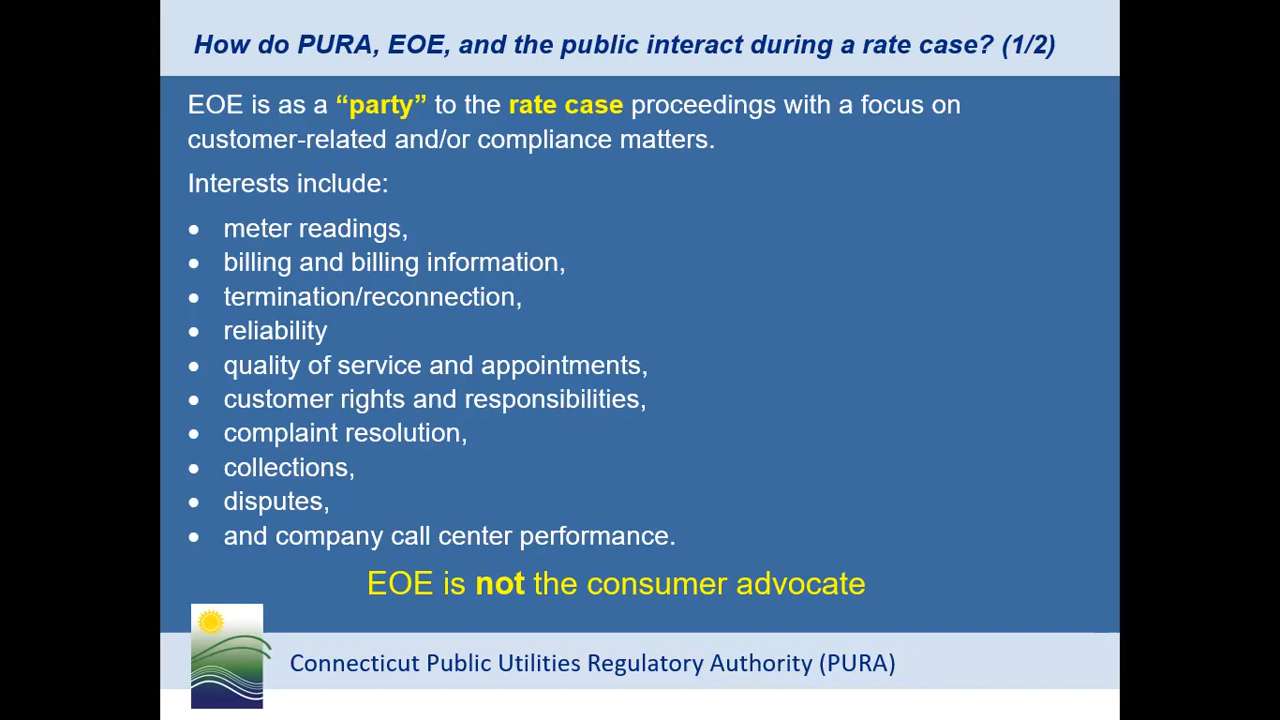 How do PURA, EOE, and the public interact during a rate case? (1/2)
EOE is as a “party” to the rate case proceedings with a focus on
customer-related and/or compliance matters.
Interests include:
• meter readings,
• billing and billing information,
• termination/reconnection,
• reliability
• quality of service and appointments,
• customer rights and responsibilities,
• complaint resolution,
• collections,
• disputes,
• and company call center performance.
EOE is not the consumer advocate
Connecticut Public Utilities Regulatory Authority (PURA)